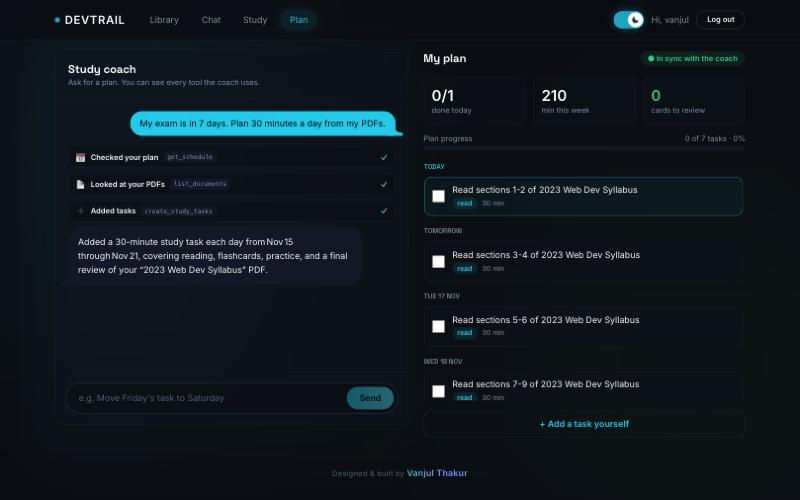 DEVTRAIL Library Chat Study Plan Hi, vanjul Log out
Study coach
Ask for a plan. You can see every tool the coach uses.
My exam is in 7 days. Plan 30 minutes a day from my PDFs.
Checked your plan get_schedule
Looked at your PDFs list_documents
Added tasks create_study_tasks
Added a 30-minute study task each day from Nov 15
through Nov 21, covering reading, flashcards, practice, and a final
review of your “2023 Web Dev Syllabus” PDF.
e.g. Move Friday's task to Saturday Send
My plan In sync with the coach
0/1 210 0
done today min this week cards to review
Plan progress 0 of 7 tasks · 0%
TODAY
Read sections 1-2 of 2023 Web Dev Syllabus
read 30 min
TOMORROW
Read sections 3-4 of 2023 Web Dev Syllabus
read 30 min
TUE 17 NOV
Read sections 5-6 of 2023 Web Dev Syllabus
read 30 min
WED 18 NOV
Read sections 7-9 of 2023 Web Dev Syllabus
read 30 min
+ Add a task yourself
Designed & built by Vanjul Thakur